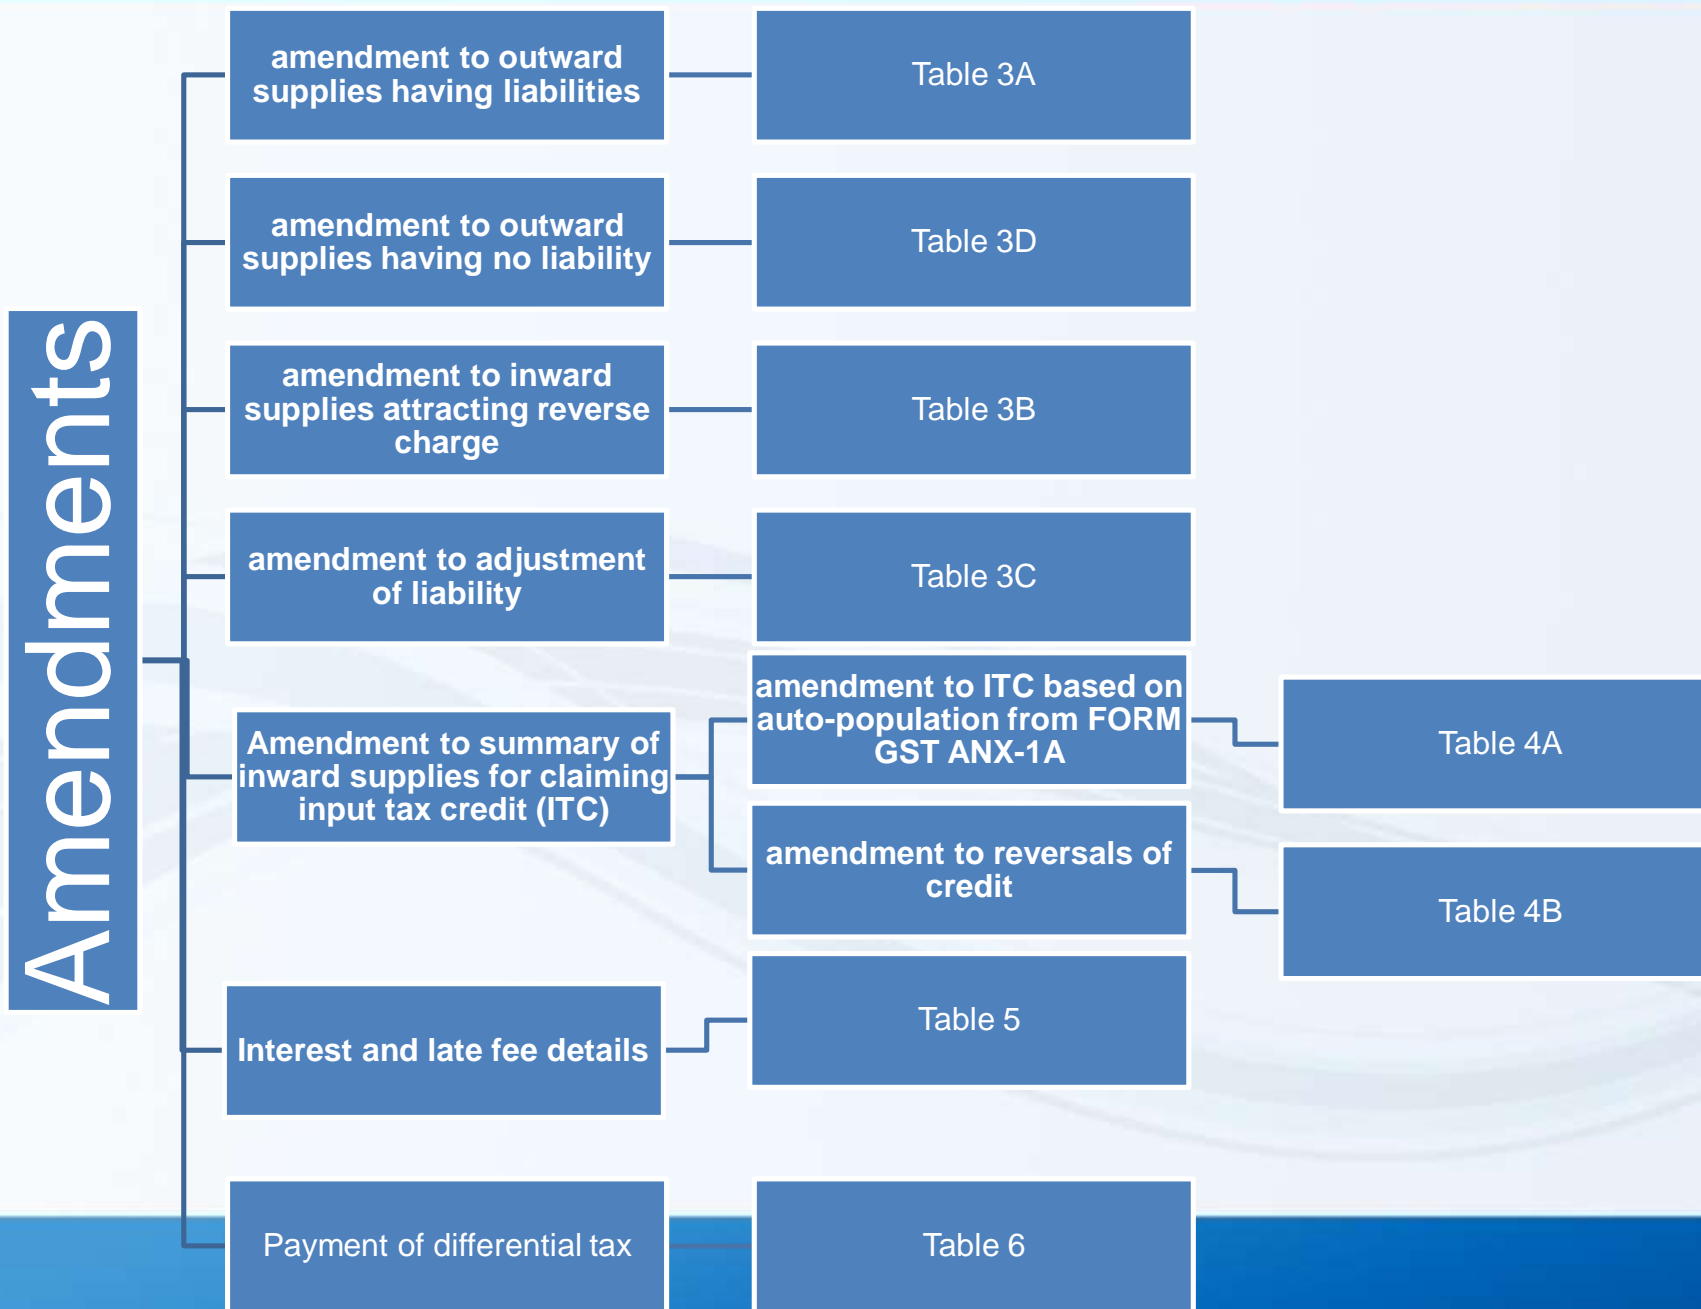 Amendments
amendment to outward
supplies having liabilities
Table 3A
amendment to outward
supplies having no liability
Table 3D
amendment to inward
supplies attracting reverse
charge
Table 3B
amendment to adjustment
of liability
Table 3C
Amendment to summary of
inward supplies for claiming
input tax credit (ITC)
amendment to ITC based on
auto-population from FORM
GST ANX-1A
Table 4A
amendment to reversals of
credit
Table 4B
Interest and late fee details
Table 5
Payment of differential tax
Table 6